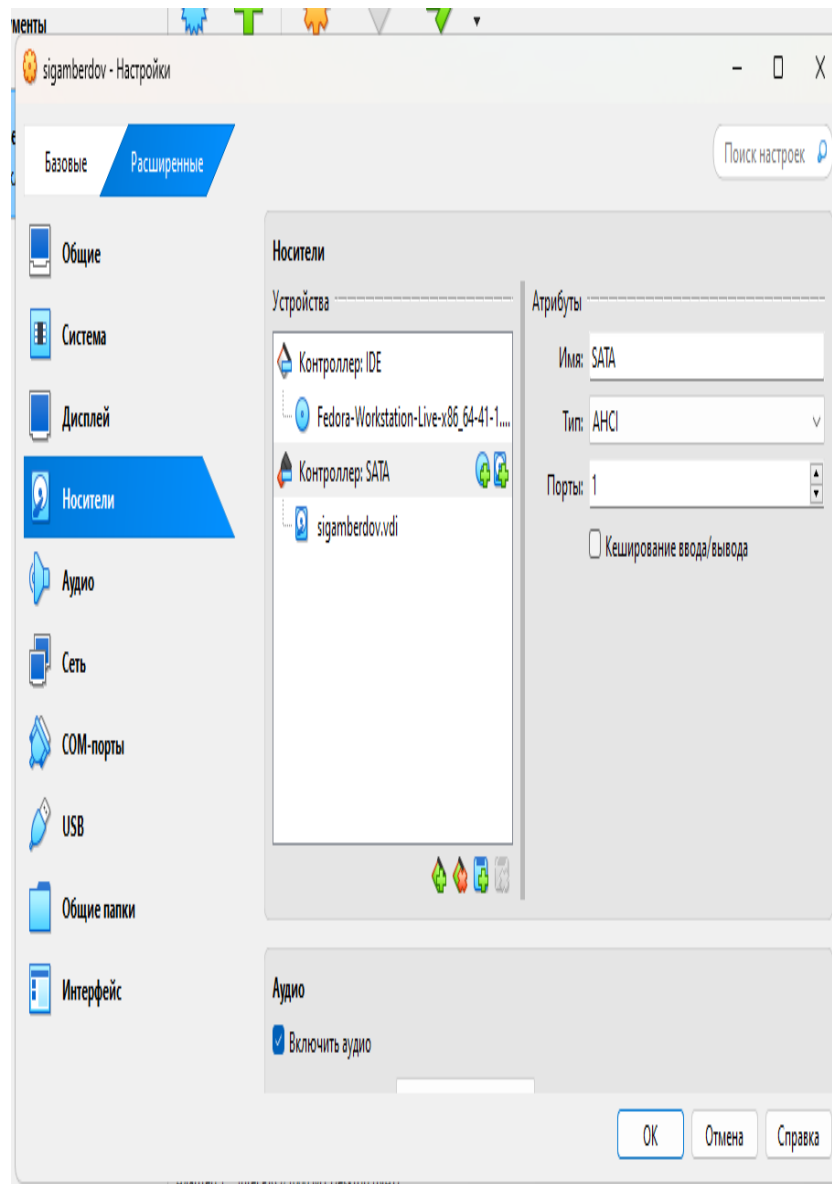 менты
sigamberdov - Настройки
Базовые
Расширенные
Поиск настроек
Общие
Система
Дисплей
Носители
Аудио
Сеть
COM-порты
USB
Общие папки
Интерфейс
Носители
Устройства
Контроллер: IDE
Fedora-Workstation-Live-x86_64-41-1....
Контроллер: SATA
sigamberdov.vdi
Атрибуты
Имя: SATA
Тип: AHCI
Порты: 1
Кеширование ввода/вывода
Аудио
Включить аудио
OK
Отмена
Справка